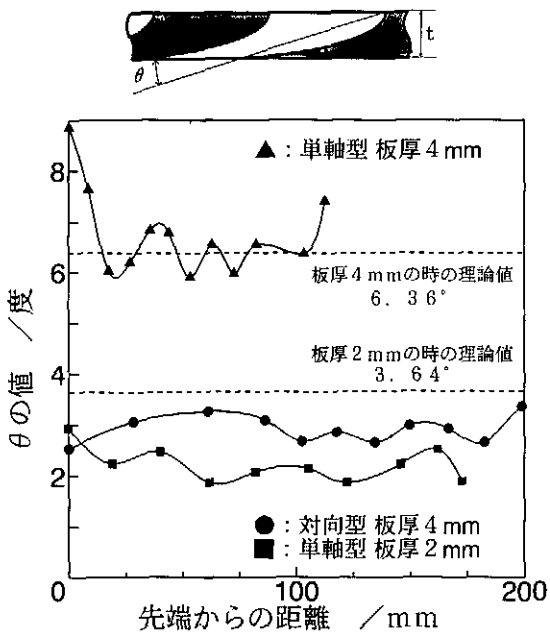 t
θ
▲：単軸型 板厚4mm
板厚4mmの時の理論値
6.36°
板厚2mmの時の理論値
3.64°
●：対向型 板厚4mm
■：単軸型 板厚2mm
θの値 ／度
8
6
4
2
0
0
100
200
先端からの距離 ／mm